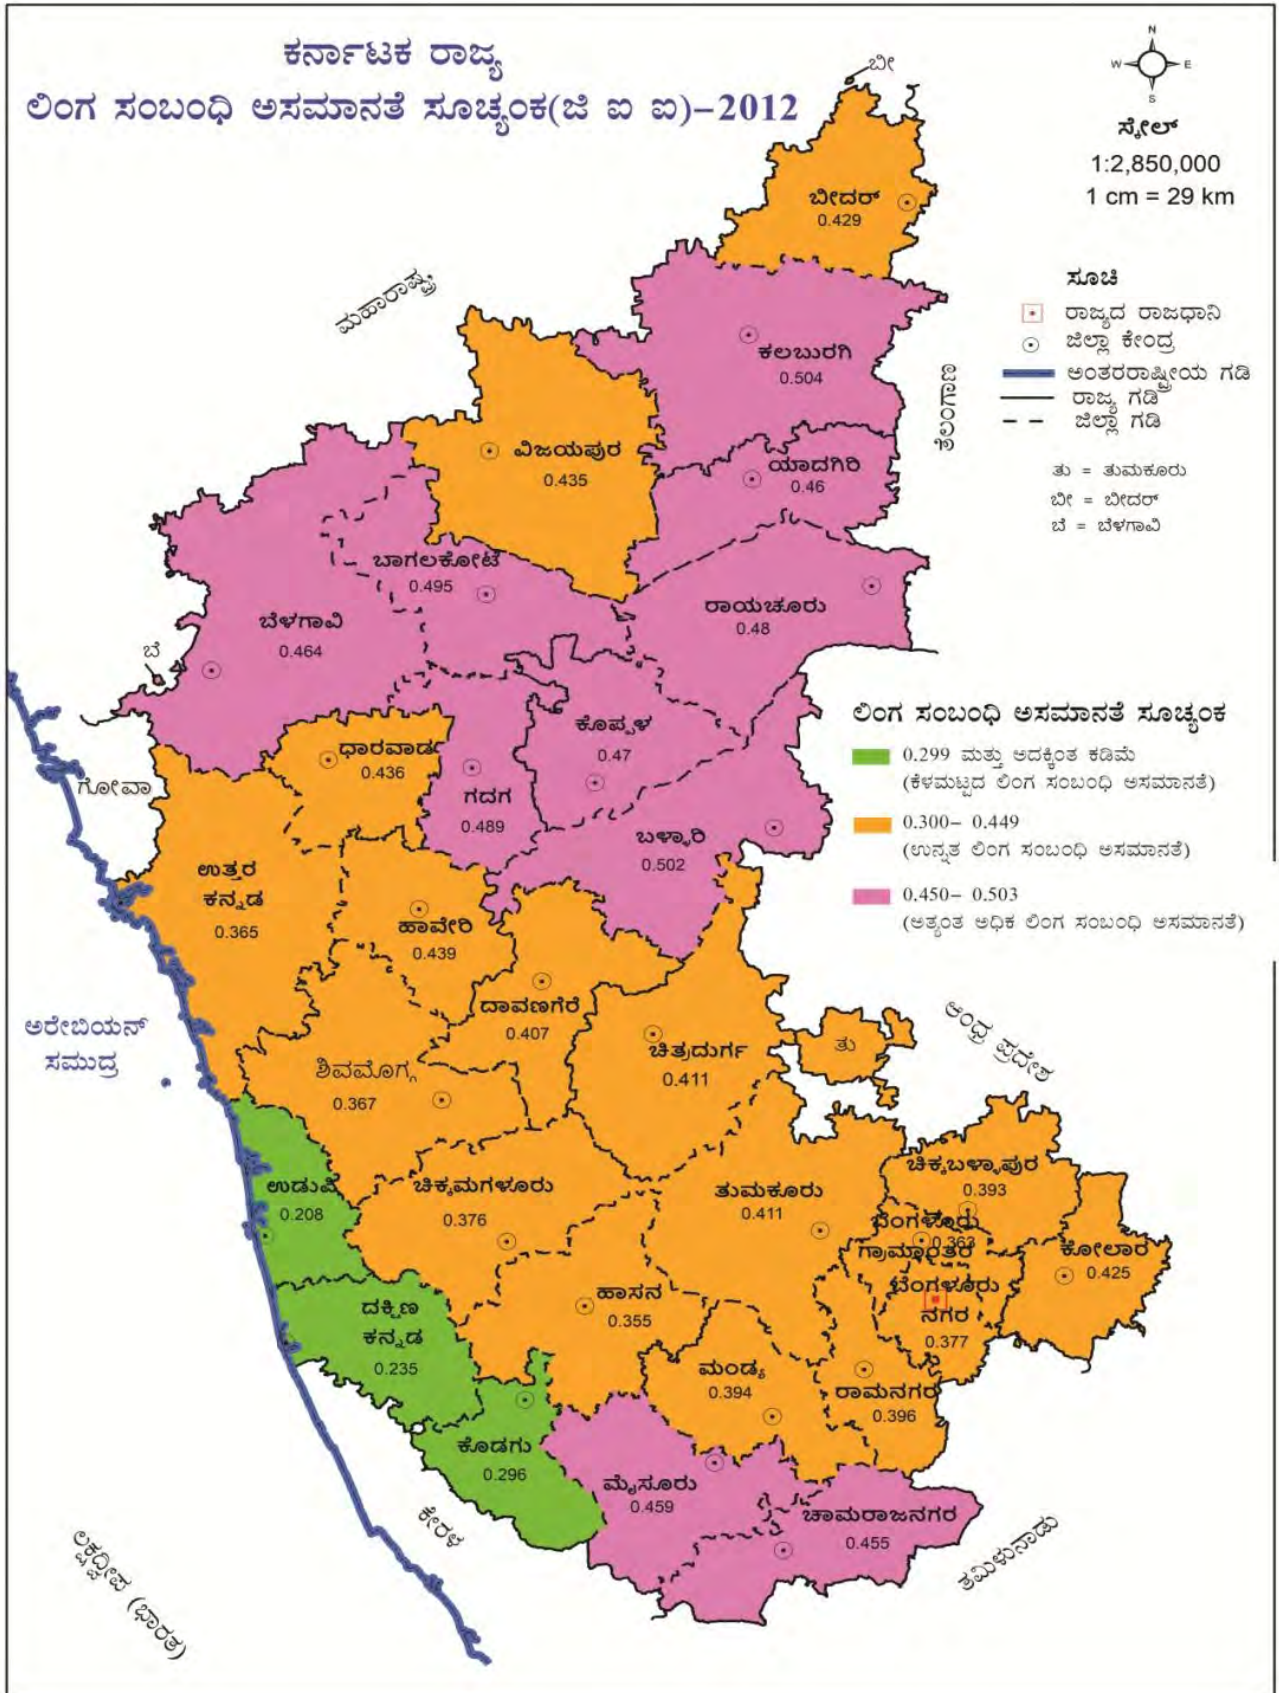 ಕರ್ನಾಟಕ ರಾಜ್ಯ
ಲಿಂಗ ಸಂಬಂಧಿ ಅಸಮಾನತೆ ಸೂಚ್ಯಂಕ(ಜಿ ಐ ಐ)-2012
N
W E
S
ಸ್ಕೇಲ್
1:2,850,000
1 cm = 29 km
ಸೂಚಿ
ರಾಜ್ಯದ ರಾಜಧಾನಿ
ಜಿಲ್ಲಾ ಕೇಂದ್ರ
ಅಂತರರಾಷ್ಟ್ರೀಯ ಗಡಿ
ರಾಜ್ಯ ಗಡಿ
ಜಿಲ್ಲಾ ಗಡಿ
ತು = ತುಮಕೂರು
ಬೀ = ಬೀದರ್
ಬೆ = ಬೆಳಗಾವಿ
ಬೀ
ಬೀದರ್
0.429
ಮಹಾರಾಷ್ಟ್ರ
ಕಲಬುರಗಿ
0.504
ತೆಲಂಗಾಣ
ವಿಜಯಪುರ
0.435
ಯಾದಗಿರಿ
0.46
ಬಾಗಲಕೋಟೆ
0.495
ರಾಯಚೂರು
0.48
ಬೆಳಗಾವಿ
0.464
ಬೆ
ಲಿಂಗ ಸಂಬಂಧಿ ಅಸಮಾನತೆ ಸೂಚ್ಯಂಕ
0.299 ಮತ್ತು ಅದಕ್ಕಿಂತ ಕಡಿಮೆ
(ಕೆಳಮಟ್ಟದ ಲಿಂಗ ಸಂಬಂಧಿ ಅಸಮಾನತೆ)
0.300- 0.449
(ಉನ್ನತ ಲಿಂಗ ಸಂಬಂಧಿ ಅಸಮಾನತೆ)
0.450- 0.503
(ಅತ್ಯಂತ ಅಧಿಕ ಲಿಂಗ ಸಂಬಂಧಿ ಅಸಮಾನತೆ)
ಕೊಪ್ಪಳ
0.47
ಧಾರವಾಡ
0.436
ಗೋವಾ
ಗದಗ
0.489
ಬಳ್ಳಾರಿ
0.502
ಉತ್ತರ
ಕನ್ನಡ
0.365
ಹಾವೇರಿ
0.439
ದಾವಣಗೆರೆ
0.407
ಅರೇಬಿಯನ್
ಸಮುದ್ರ
ಚಿತ್ರದುರ್ಗ
0.411
ತು
ಆಂಧ್ರ ಪ್ರದೇಶ
ಶಿವಮೊಗ್ಗ
0.367
ಉಡುಪಿ
0.208
ಚಿಕ್ಕಮಗಳೂರು
0.376
ತುಮಕೂರು
0.411
ಚಿಕ್ಕಬಳ್ಳಾಪುರ
0.393
ಬೆಂಗಳೂರು
0.363
ಗ್ರಾಮಾಂತರ
ಕೋಲಾರ
0.425
ಬೆಂಗಳೂರು
ನಗರ
0.377
ಹಾಸನ
0.355
ದಕ್ಷಿಣ
ಕನ್ನಡ
0.235
ಮಂಡ್ಯ
0.394
ರಾಮನಗರ
0.396
ಕೊಡಗು
0.296
ಮೈಸೂರು
0.459
ಚಾಮರಾಜನಗರ
0.455
ಕೇರಳ
ತಮಿಳುನಾಡು
ಲಕ್ಷದ್ವೀಪ (ಭಾರತ)